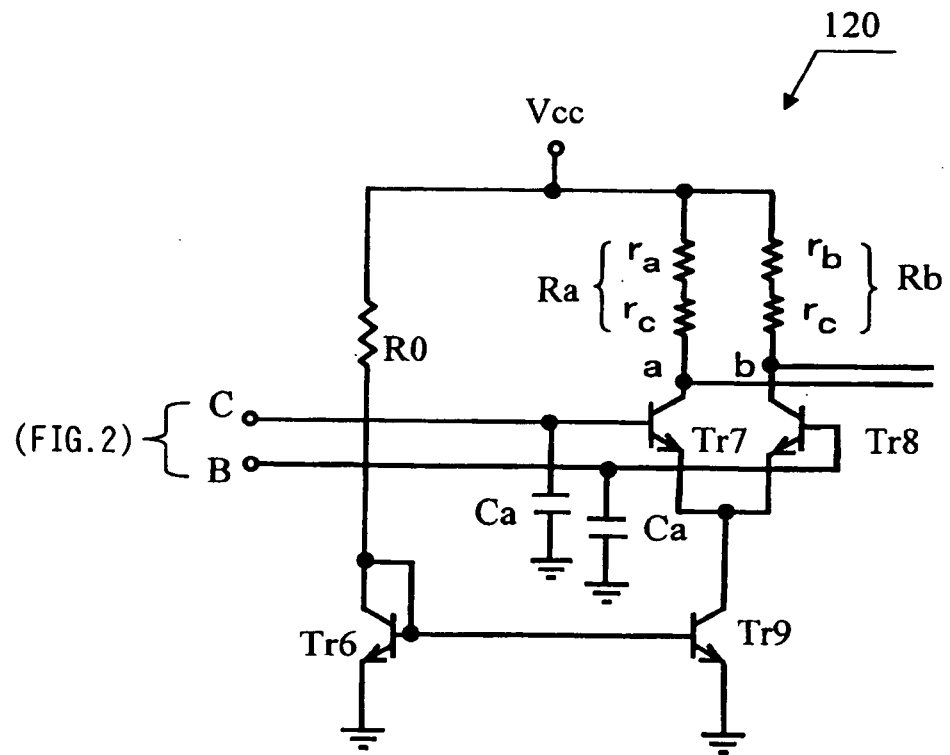 120
Vcc
ra
rb
Ra
Rb
rc
rc
R0
a
b
C
(FIG.2)
Tr7
Tr8
B
Ca
Ca
Tr6
Tr9